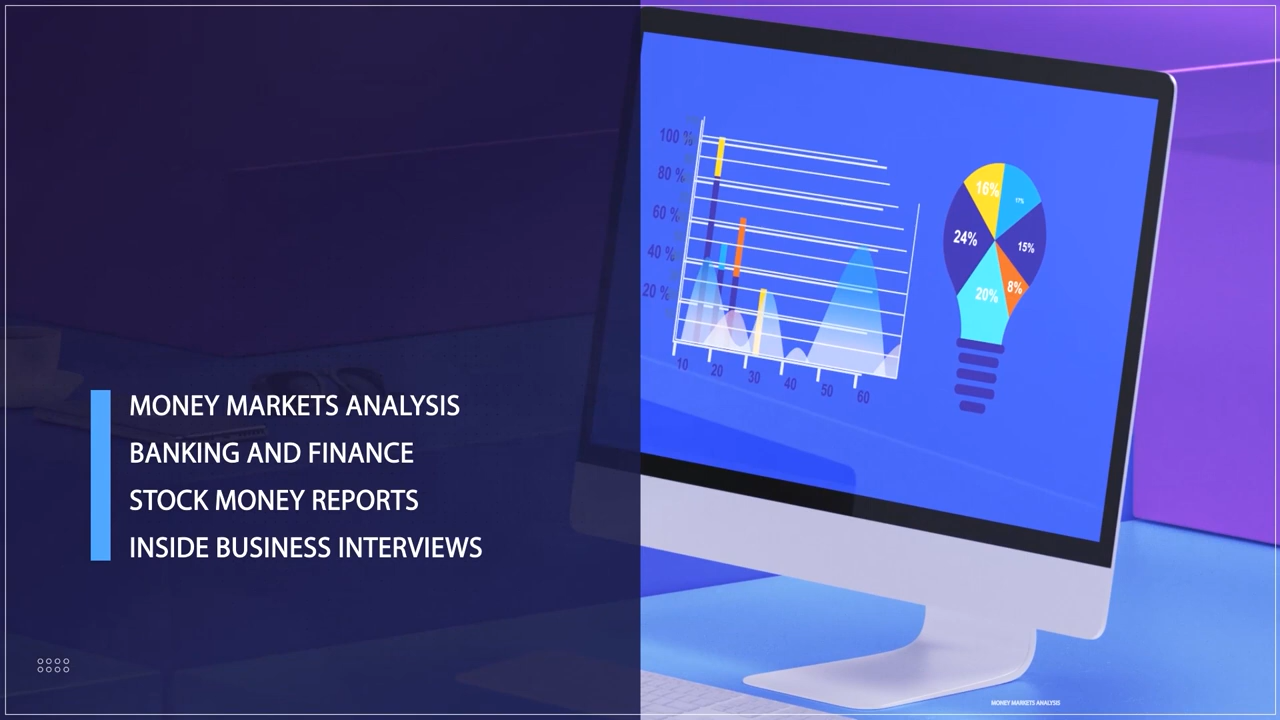 MONEY MARKETS ANALYSIS
BANKING AND FINANCE
STOCK MONEY REPORTS
INSIDE BUSINESS INTERVIEWS
100 %
80 %
60 %
40 %
20 %
10 20 30 40 50 60
16%
17%
24%
15%
20%
8%
MONEY MARKETS ANALYSIS